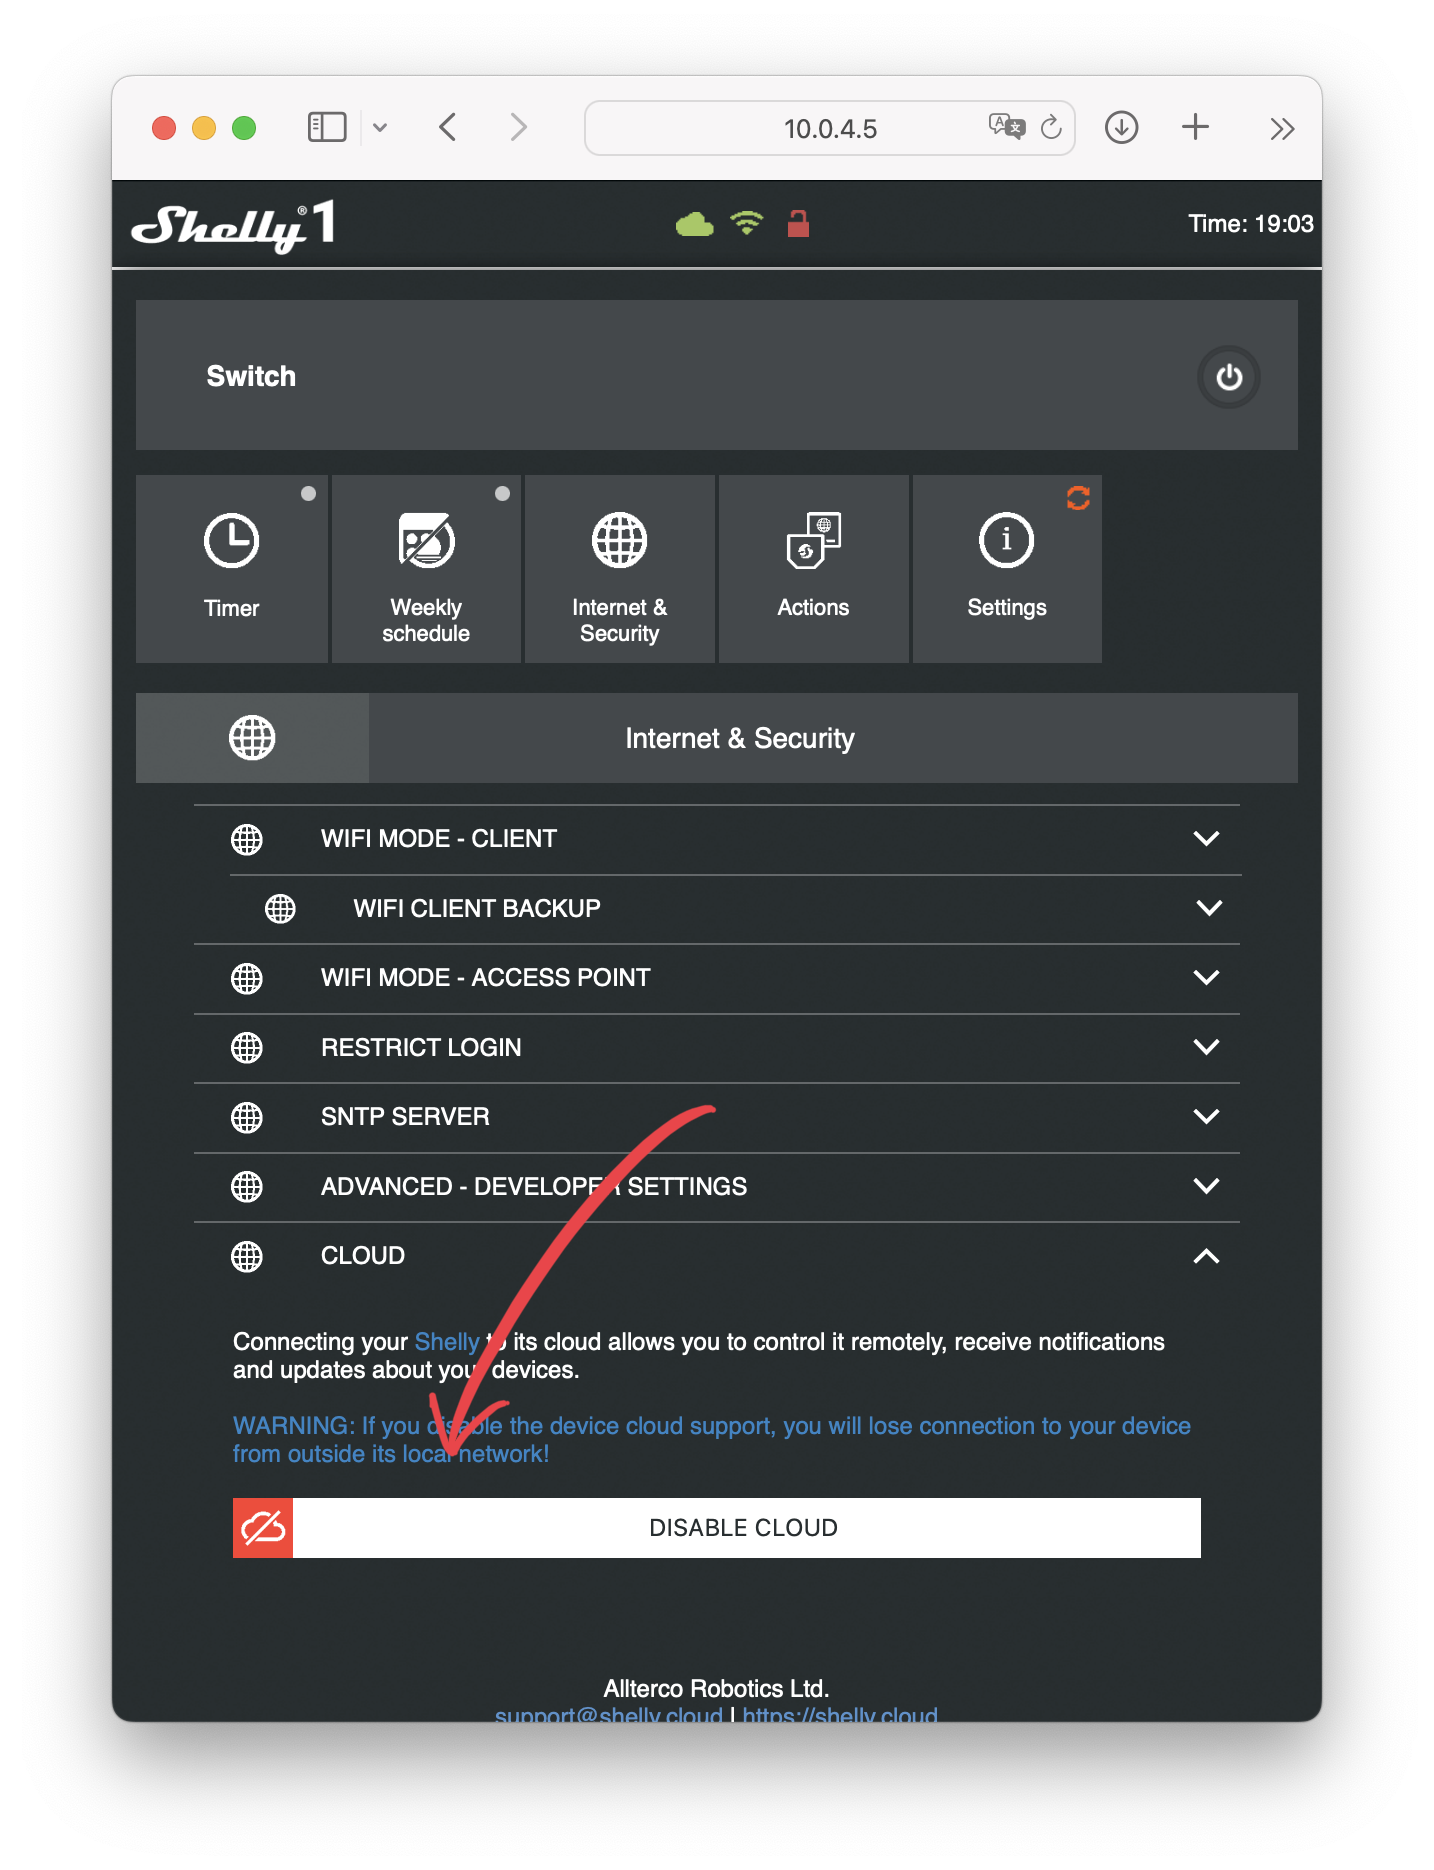 10.0.4.5
Shelly®1
Time: 19:03
Switch
Timer
Weekly
schedule
Internet &
Security
Actions
Settings
Internet & Security
WIFI MODE - CLIENT
WIFI CLIENT BACKUP
WIFI MODE - ACCESS POINT
RESTRICT LOGIN
SNTP SERVER
ADVANCED - DEVELOPER SETTINGS
CLOUD
Connecting your Shelly to its cloud allows you to control it remotely, receive notifications
and updates about your devices.
WARNING: If you disable the device cloud support, you will lose connection to your device
from outside its local network!
DISABLE CLOUD
Allterco Robotics Ltd.
support@shelly.cloud | https://shelly.cloud